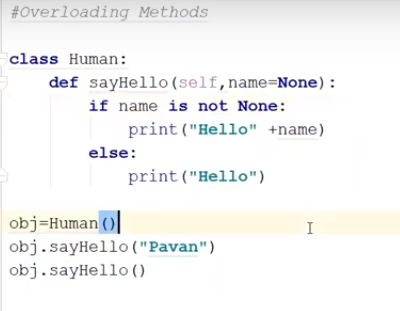 #Overloading Methods
class Human:
    def sayHello(self,name=None):
        if name is not None:
            print("Hello" +name)
        else:
            print("Hello")
obj=Human()
obj.sayHello("Pavan")
obj.sayHello()